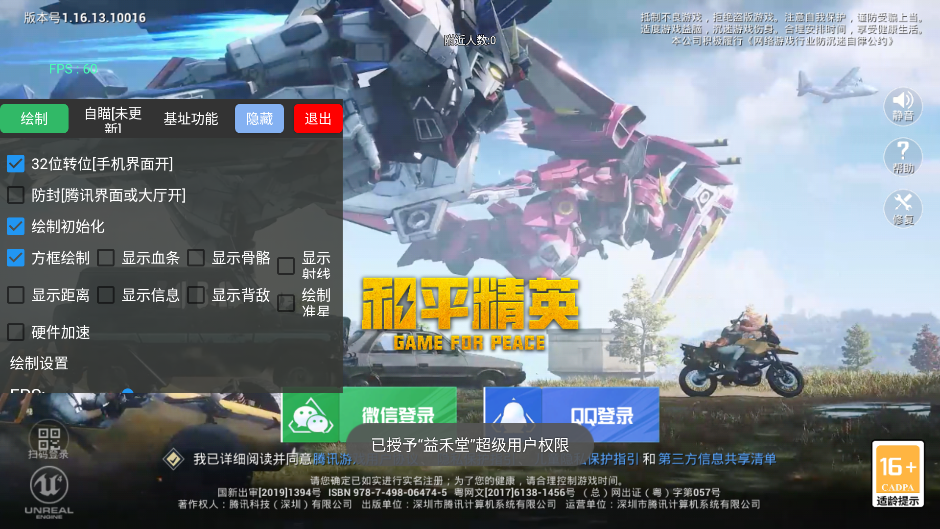 版本号1.16.13.10016
抵制不良游戏，拒绝盗版游戏。注意自我保护，谨防受骗上当。
适度游戏益脑，沉迷游戏伤身。合理安排时间，享受健康生活。
本公司积极履行《网络游戏行业防沉迷自律公约》
附近人数:0
FPS : 60
绘制
自瞄[未更
新]
基址功能
隐藏
退出
静音
帮助
修复
32位转位[手机界面开]
防封[腾讯界面或大厅开]
绘制初始化
方框绘制 显示血条 显示骨骼 显示
射线
显示距离 显示信息 显示背敌 绘制
准星
硬件加速
绘制设置
FPS:
和平精英
GAME FOR PEACE
微信登录
QQ登录
已授予“益禾堂”超级用户权限
扫码登录
我已详细阅读并同意腾讯游 保护指引 和 第三方信息共享清单
请您确定已如实进行实名注册；为了您的健康，请合理控制游戏时间。
国新出审[2019]1394号 ISBN 978-7-498-06474-5 粤网文[2017]6138-1456号 （总）网出证（粤）字第057号
著作权人：腾讯科技（深圳）有限公司 出版单位：深圳市腾讯计算机系统有限公司 运营单位：深圳市腾讯计算机系统有限公司
UNREAL
ENGINE
16+
CADPA
适龄提示